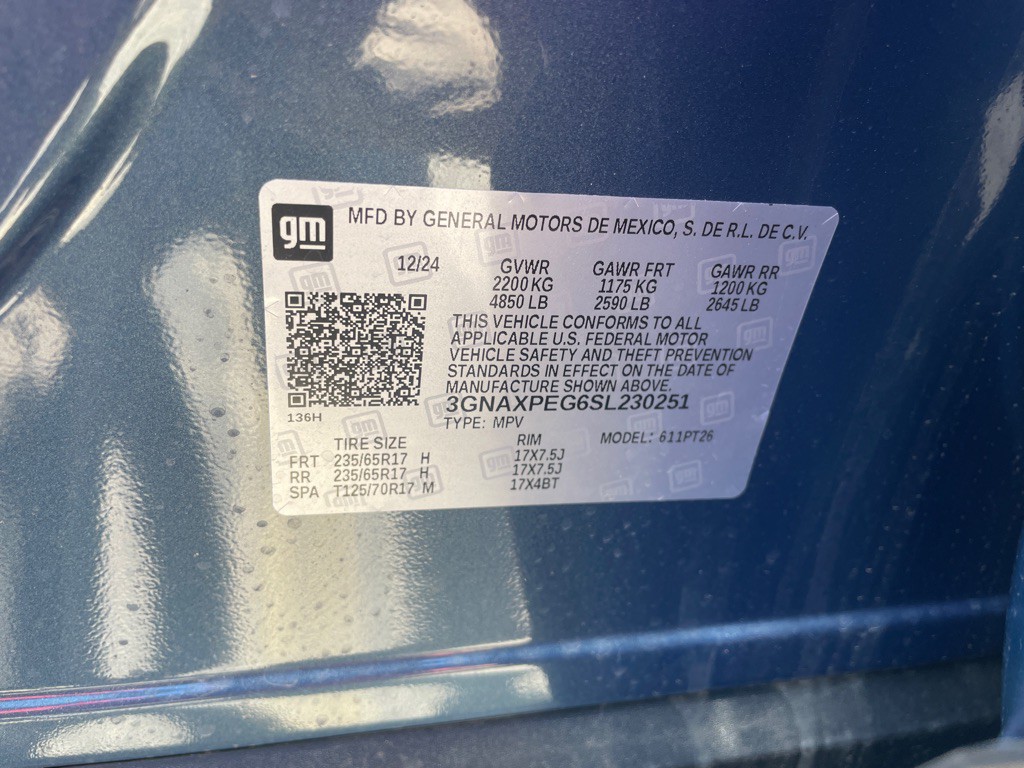 gm MFD BY GENERAL MOTORS DE MEXICO, S. DE R.L. DE C.V.
12/24 GVWR GAWR FRT GAWR RR
2200 KG 1175 KG 1200 KG
4850 LB 2590 LB 2645 LB
THIS VEHICLE CONFORMS TO ALL
APPLICABLE U.S. FEDERAL MOTOR
VEHICLE SAFETY AND THEFT PREVENTION
STANDARDS IN EFFECT ON THE DATE OF
MANUFACTURE SHOWN ABOVE.
3GNAXPEG6SL230251
136H
TYPE: MPV
TIRE SIZE RIM MODEL: 611PT26
FRT 235/65R17 H 17X7.5J
RR 235/65R17 H 17X7.5J
SPA T125/70R17 M 17X4BT